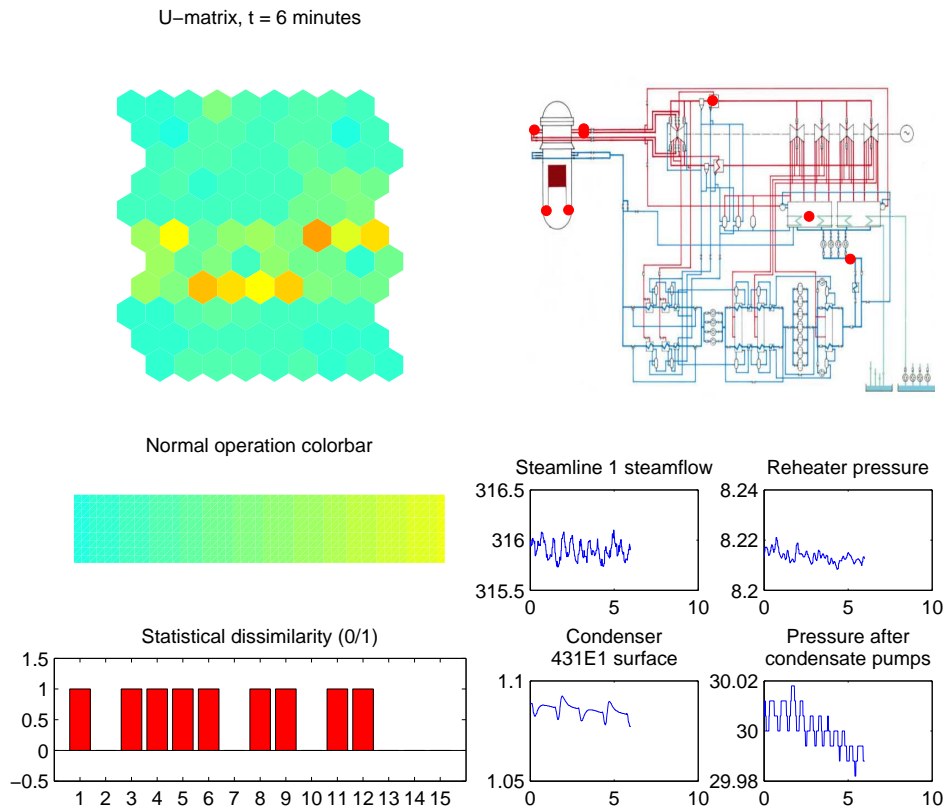 U−matrix, t = 6 minutes
Normal operation colorbar
Steamline 1 steamflow
316.5
316
315.5
0 5 10
Reheater pressure
8.24
8.22
8.2
0 5 10
Statistical dissimilarity (0/1)
1.5
1
0.5
0
−0.5
1 2 3 4 5 6 7 8 9 10 11 12 13 14 15
Condenser
431E1 surface
1.1
1.05
0 5 10
Pressure after
condensate pumps
30.02
30
29.98
0 5 10